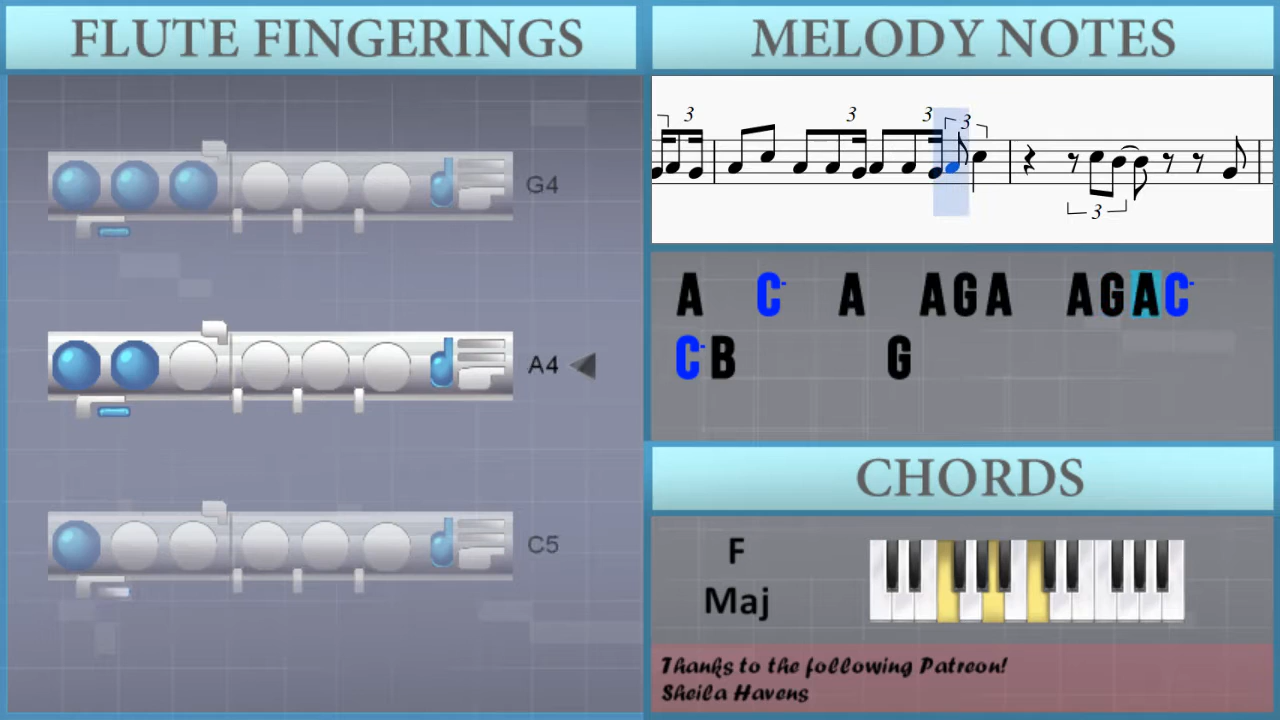 FLUTE FINGERINGS
G4
A4
C5
MELODY NOTES
3 3 3 3
3
A C- A AGA AGAC-
C-B G
CHORDS
F
Maj
Thanks to the following Patreon!
Sheila Havens